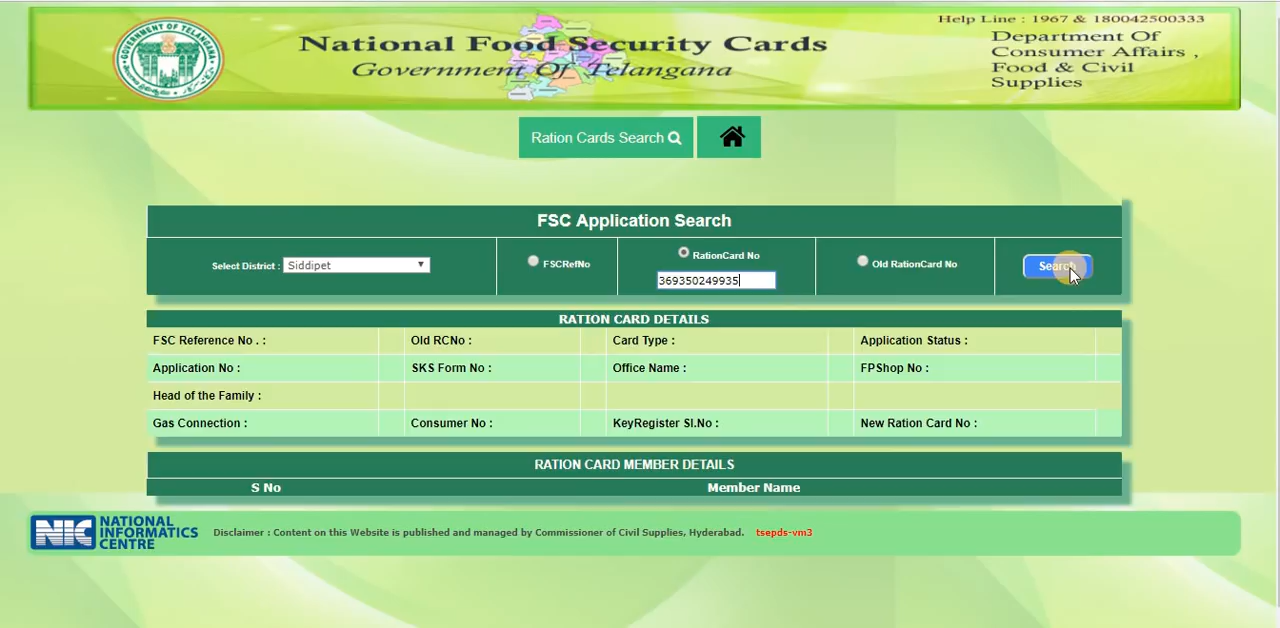 GOVERNMENT OF TELANGANA
Help Line : 1967 & 180042500333
National Food Security Cards
Government Of Telangana
Department Of
Consumer Affairs ,
Food & Civil
Supplies
Ration Cards Search
FSC Application Search
Select District : Siddipet
FSCRefNo
RationCard No
369350249935
Old RationCard No
Search
RATION CARD DETAILS
FSC Reference No . : Old RCNo : Card Type : Application Status :
Application No : SKS Form No : Office Name : FPShop No :
Head of the Family :
Gas Connection : Consumer No : KeyRegister Sl.No : New Ration Card No :
RATION CARD MEMBER DETAILS
S No Member Name
NIC NATIONAL
INFORMATICS
CENTRE
Disclaimer : Content on this Website is published and managed by Commissioner of Civil Supplies, Hyderabad. tsepds-vm3